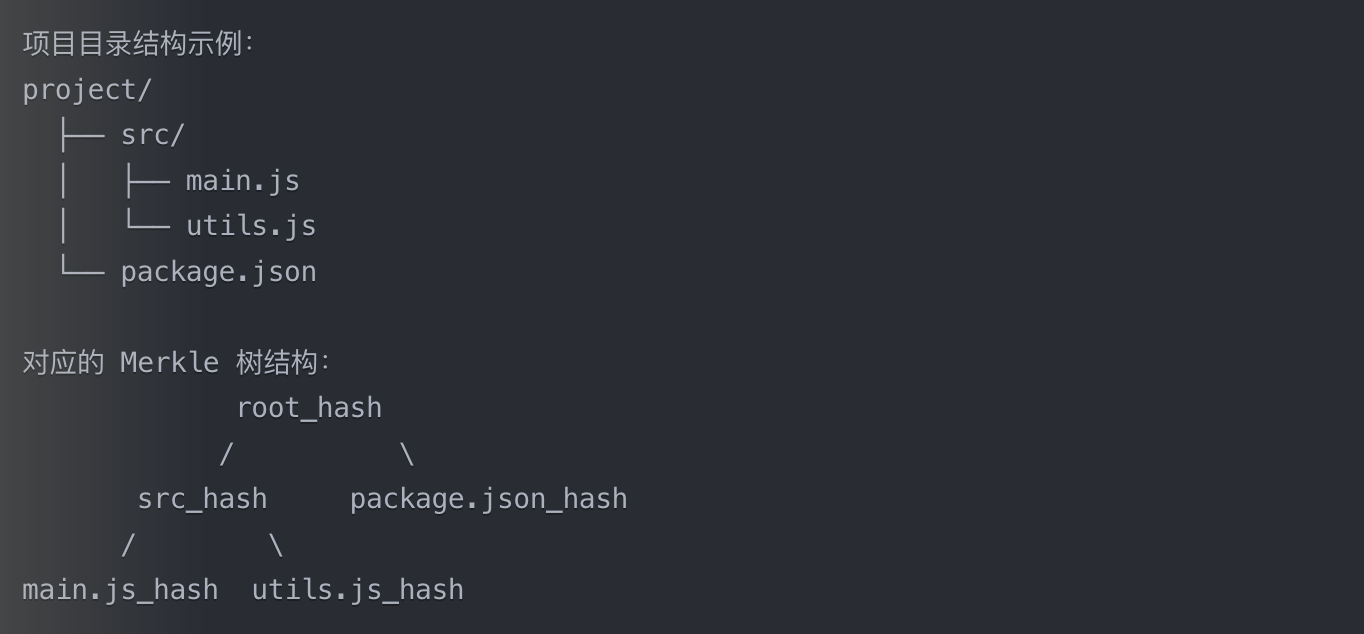 项目目录结构示例：
project/
  ├── src/
  │   ├── main.js
  │   └── utils.js
  └── package.json

对应的 Merkle 树结构：
             root_hash
            /          \
       src_hash     package.json_hash
      /        \
main.js_hash  utils.js_hash